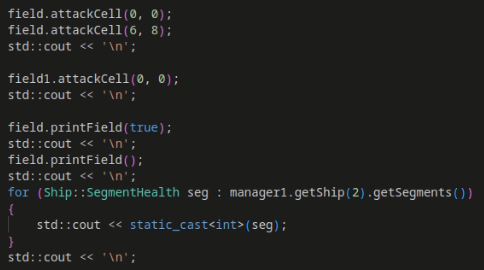 field.attackCell(0, 0);
field.attackCell(6, 8);
std::cout << '\n';
field1.attackCell(0, 0);
std::cout << '\n';
field.printField(true);
std::cout << '\n';
field.printField();
std::cout << '\n';
for (Ship::SegmentHealth seg : manager1.getShip(2).getSegments())
{
    std::cout << static_cast<int>(seg);
}
std::cout << '\n';